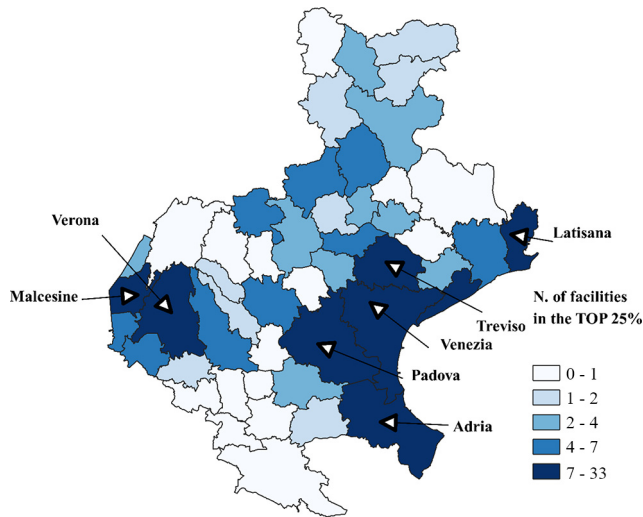 Verona
Latisana
Malcesine
N. of facilities
in the TOP 25%
Treviso
Venezia
Padova
Adria
0 - 1
1 - 2
2 - 4
4 - 7
7 - 33